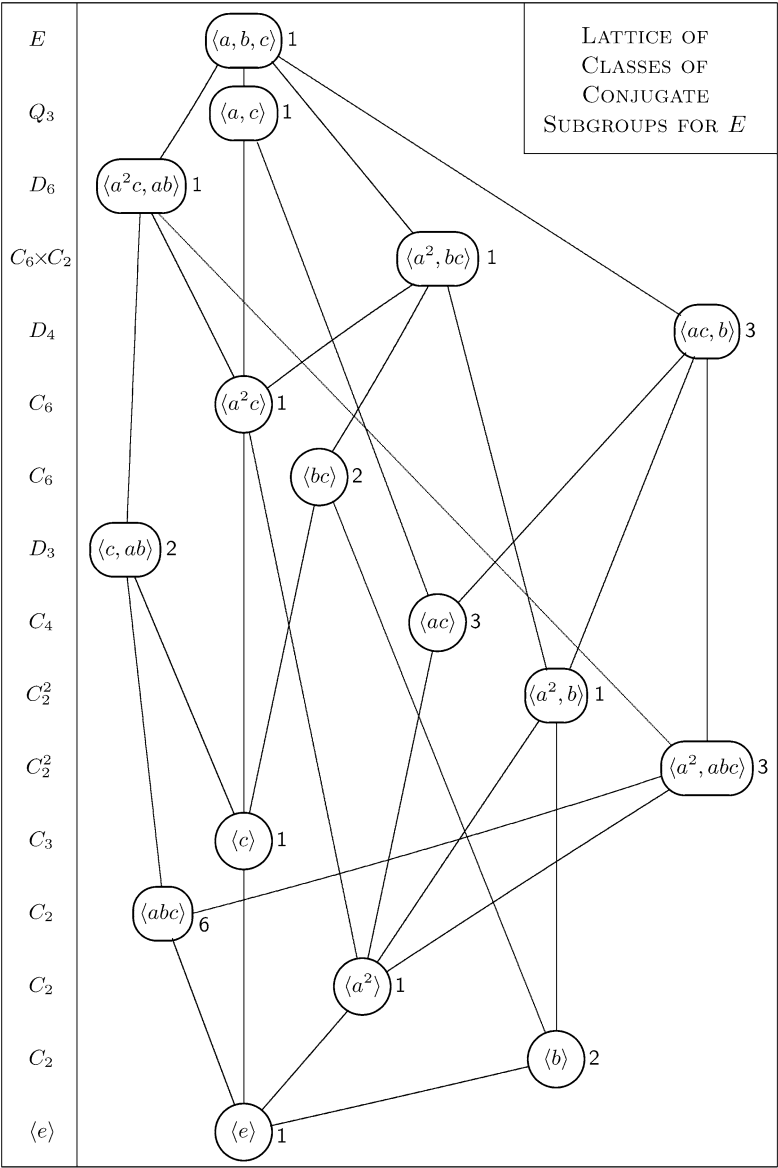 E ⟨a, b, c⟩ 1
LATTICE OF
CLASSES OF
CONJUGATE
SUBGROUPS FOR E
Q₃ ⟨a, c⟩ 1
D₆ ⟨a²c, ab⟩ 1
C₆×C₂ ⟨a², bc⟩ 1
D₄ ⟨ac, b⟩ 3
C₆ ⟨a²c⟩ 1
C₆ ⟨bc⟩ 2
D₃ ⟨c, ab⟩ 2
C₄ ⟨ac⟩ 3
C₂² ⟨a², b⟩ 1
C₂² ⟨a², abc⟩ 3
C₃ ⟨c⟩ 1
C₂ ⟨abc⟩ 6
C₂ ⟨a²⟩ 1
C₂ ⟨b⟩ 2
⟨e⟩ ⟨e⟩ 1